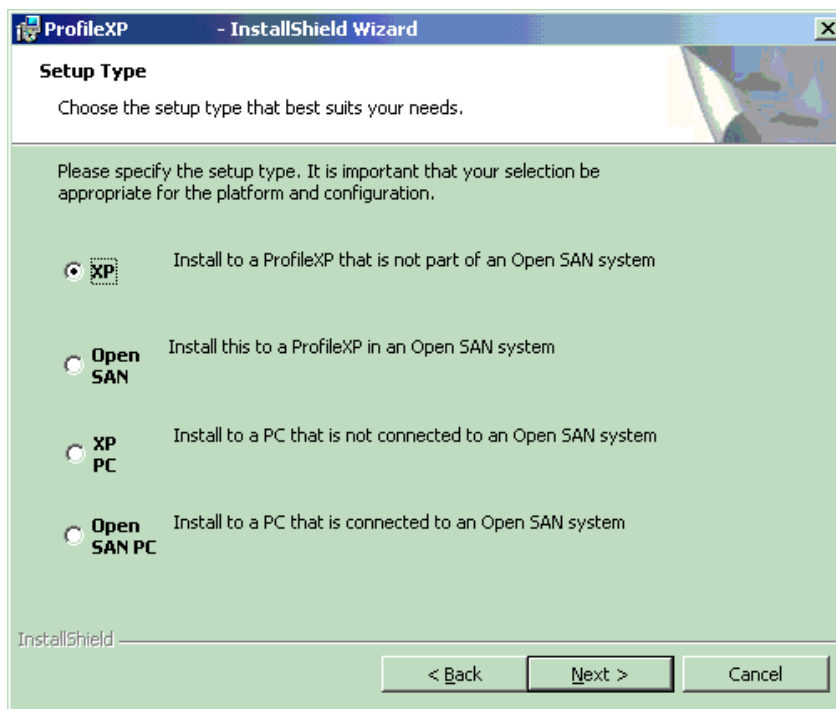 ProfileXP - InstallShield Wizard
Setup Type
Choose the setup type that best suits your needs.
Please specify the setup type. It is important that your selection be
appropriate for the platform and configuration.
XP Install to a ProfileXP that is not part of an Open SAN system
Open Install this to a ProfileXP in an Open SAN system
SAN
XP Install to a PC that is not connected to an Open SAN system
PC
Open Install to a PC that is connected to an Open SAN system
SAN PC
InstallShield
< Back Next > Cancel